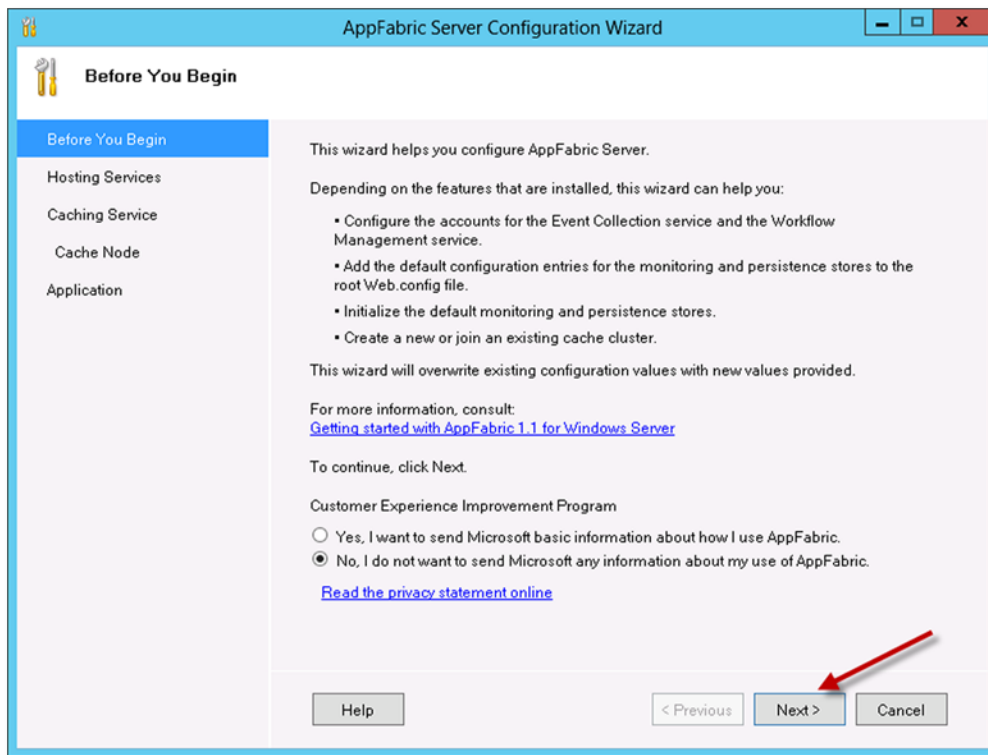 AppFabric Server Configuration Wizard
Before You Begin
Before You Begin
Hosting Services
Caching Service
Cache Node
Application
This wizard helps you configure AppFabric Server.
Depending on the features that are installed, this wizard can help you:
▪ Configure the accounts for the Event Collection service and the Workflow
Management service.
▪ Add the default configuration entries for the monitoring and persistence stores to the
root Web.config file.
▪ Initialize the default monitoring and persistence stores.
▪ Create a new or join an existing cache cluster.
This wizard will overwrite existing configuration values with new values provided.
For more information, consult:
Getting started with AppFabric 1.1 for Windows Server
To continue, click Next.
Customer Experience Improvement Program
Yes, I want to send Microsoft basic information about how I use AppFabric.
No, I do not want to send Microsoft any information about my use of AppFabric.
Read the privacy statement online
Help
< Previous
Next >
Cancel